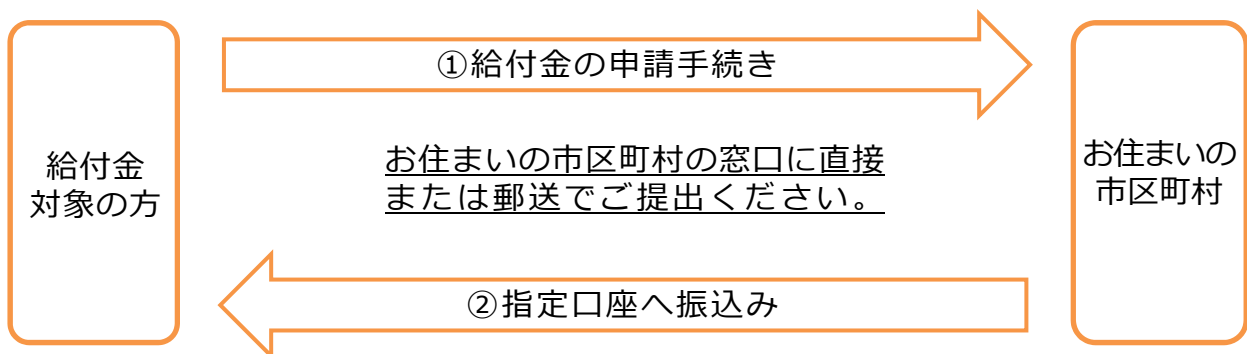 ①給付金の申請手続き
給付金
対象の方
お住まいの市区町村の窓口に直接
または郵送でご提出ください。
お住まいの
市区町村
②指定口座へ振込み